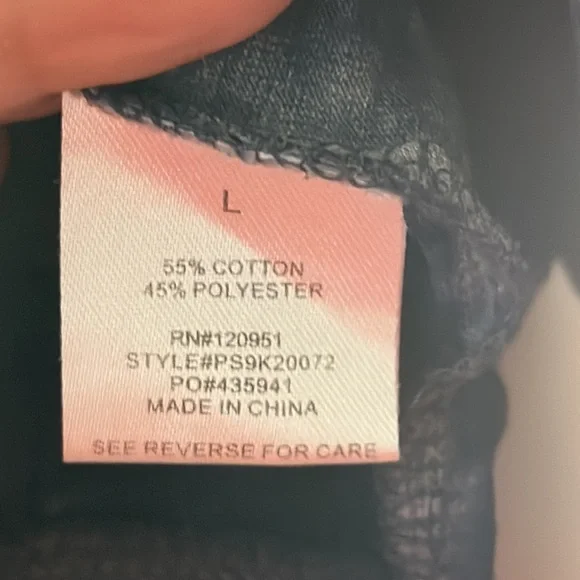 L
55% COTTON
45% POLYESTER
RN#120951
STYLE#PS9K20072
PO#435941
MADE IN CHINA
SEE REVERSE FOR CARE